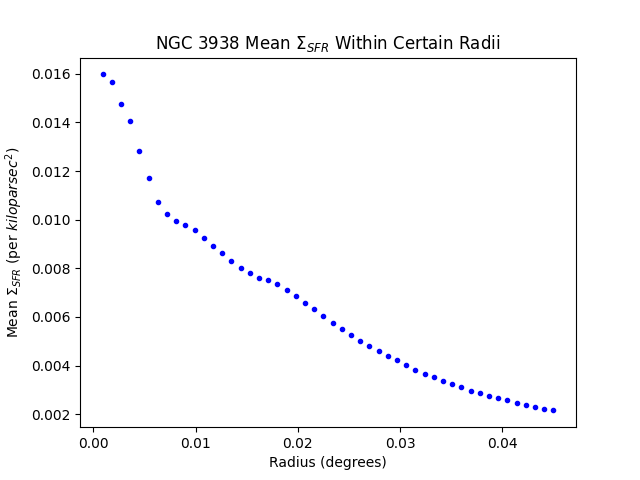 NGC 3938 Mean Σ_SFR Within Certain Radii
Mean Σ_SFR (per kiloparsec²)
0.016
0.014
0.012
0.010
0.008
0.006
0.004
0.002
0.00 0.01 0.02 0.03 0.04
Radius (degrees)